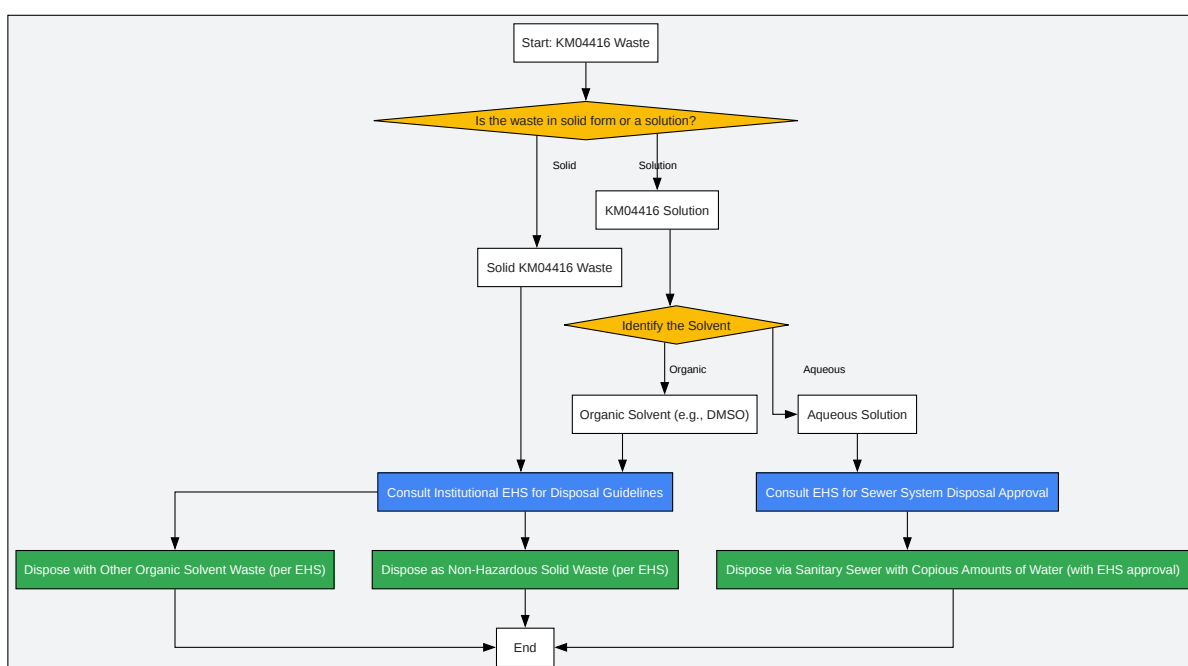 Start: KM04416 Waste
Is the waste in solid form or a solution?
Solid
Solution
KM04416 Solution
Solid KM04416 Waste
Identify the Solvent
Organic
Aqueous
Organic Solvent (e.g., DMSO)
Aqueous Solution
Consult Institutional EHS for Disposal Guidelines
Consult EHS for Sewer System Disposal Approval
Dispose with Other Organic Solvent Waste (per EHS)
Dispose as Non-Hazardous Solid Waste (per EHS)
Dispose via Sanitary Sewer with Copious Amounts of Water (with EHS approval)
End